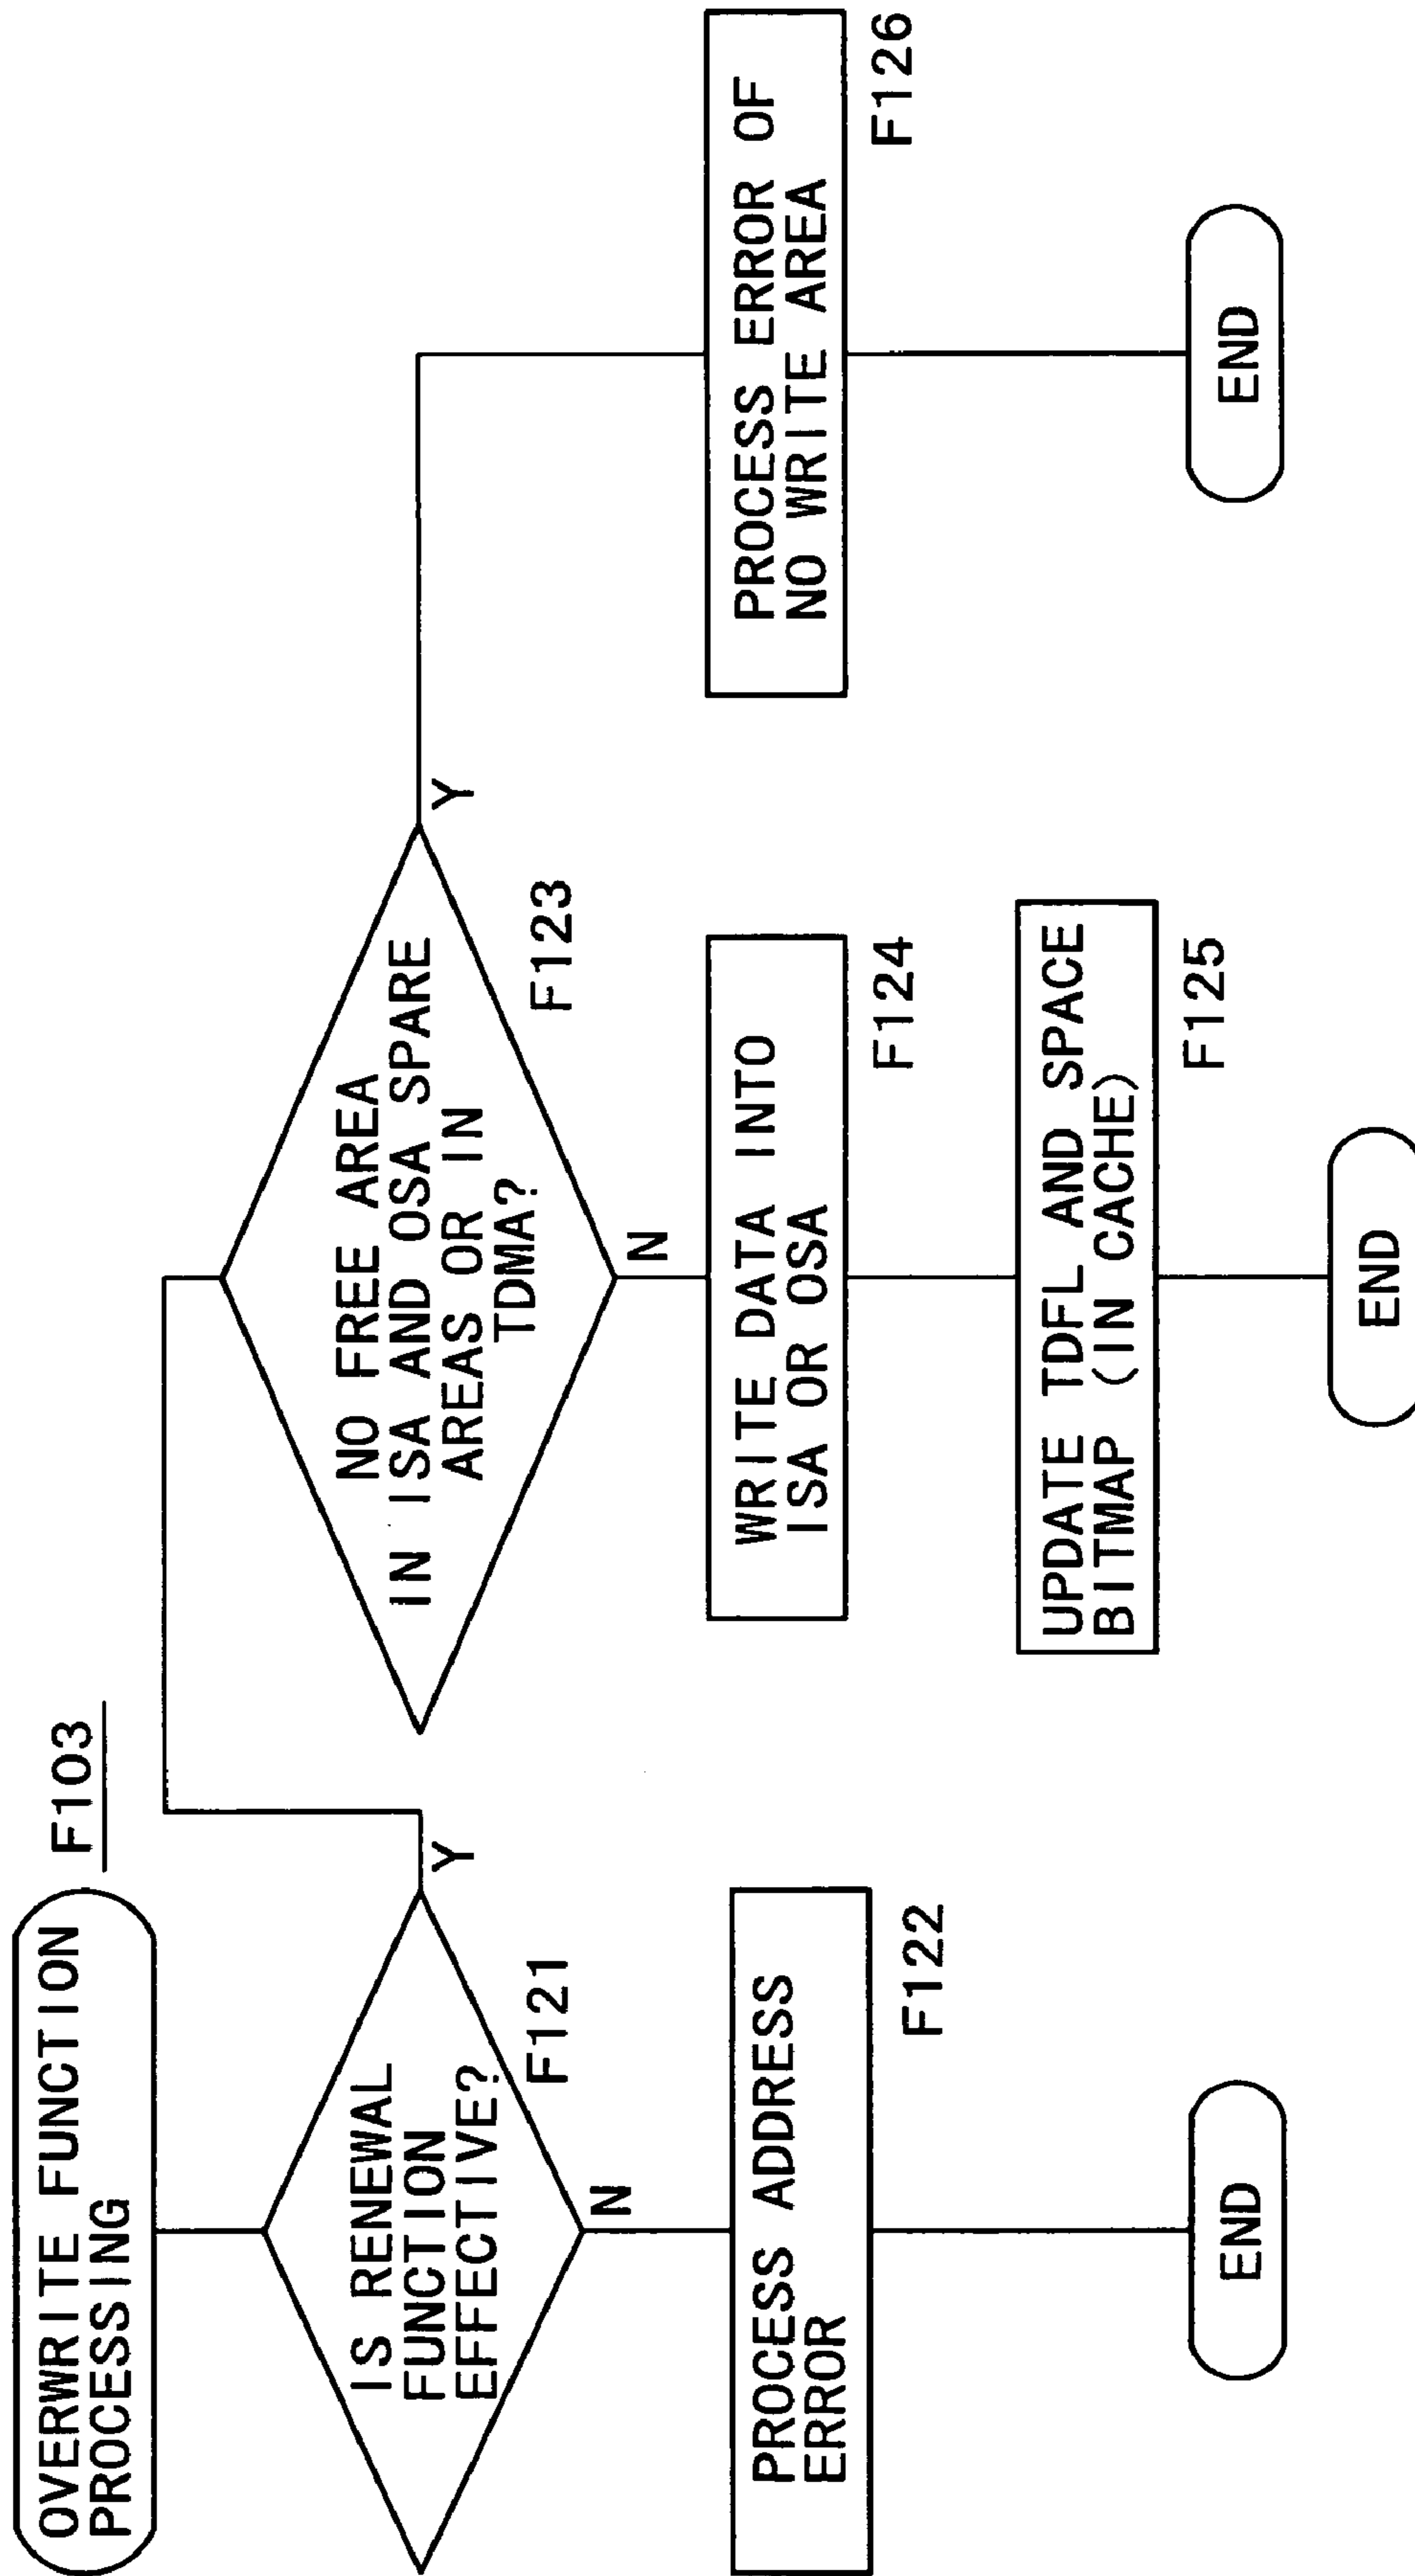 OVERWRITE FUNCTION
PROCESSING
F103
IS RENEWAL
FUNCTION
EFFECTIVE?
F121
Y
N
PROCESS ADDRESS
ERROR
F122
END
NO FREE AREA
IN ISA AND OSA SPARE
AREAS OR IN
TDMA?
F123
Y
N
WRITE DATA INTO
ISA OR OSA
F124
UPDATE TDFL AND SPACE
BITMAP (IN CACHE)
F125
END
PROCESS ERROR OF
NO WRITE AREA
F126
END